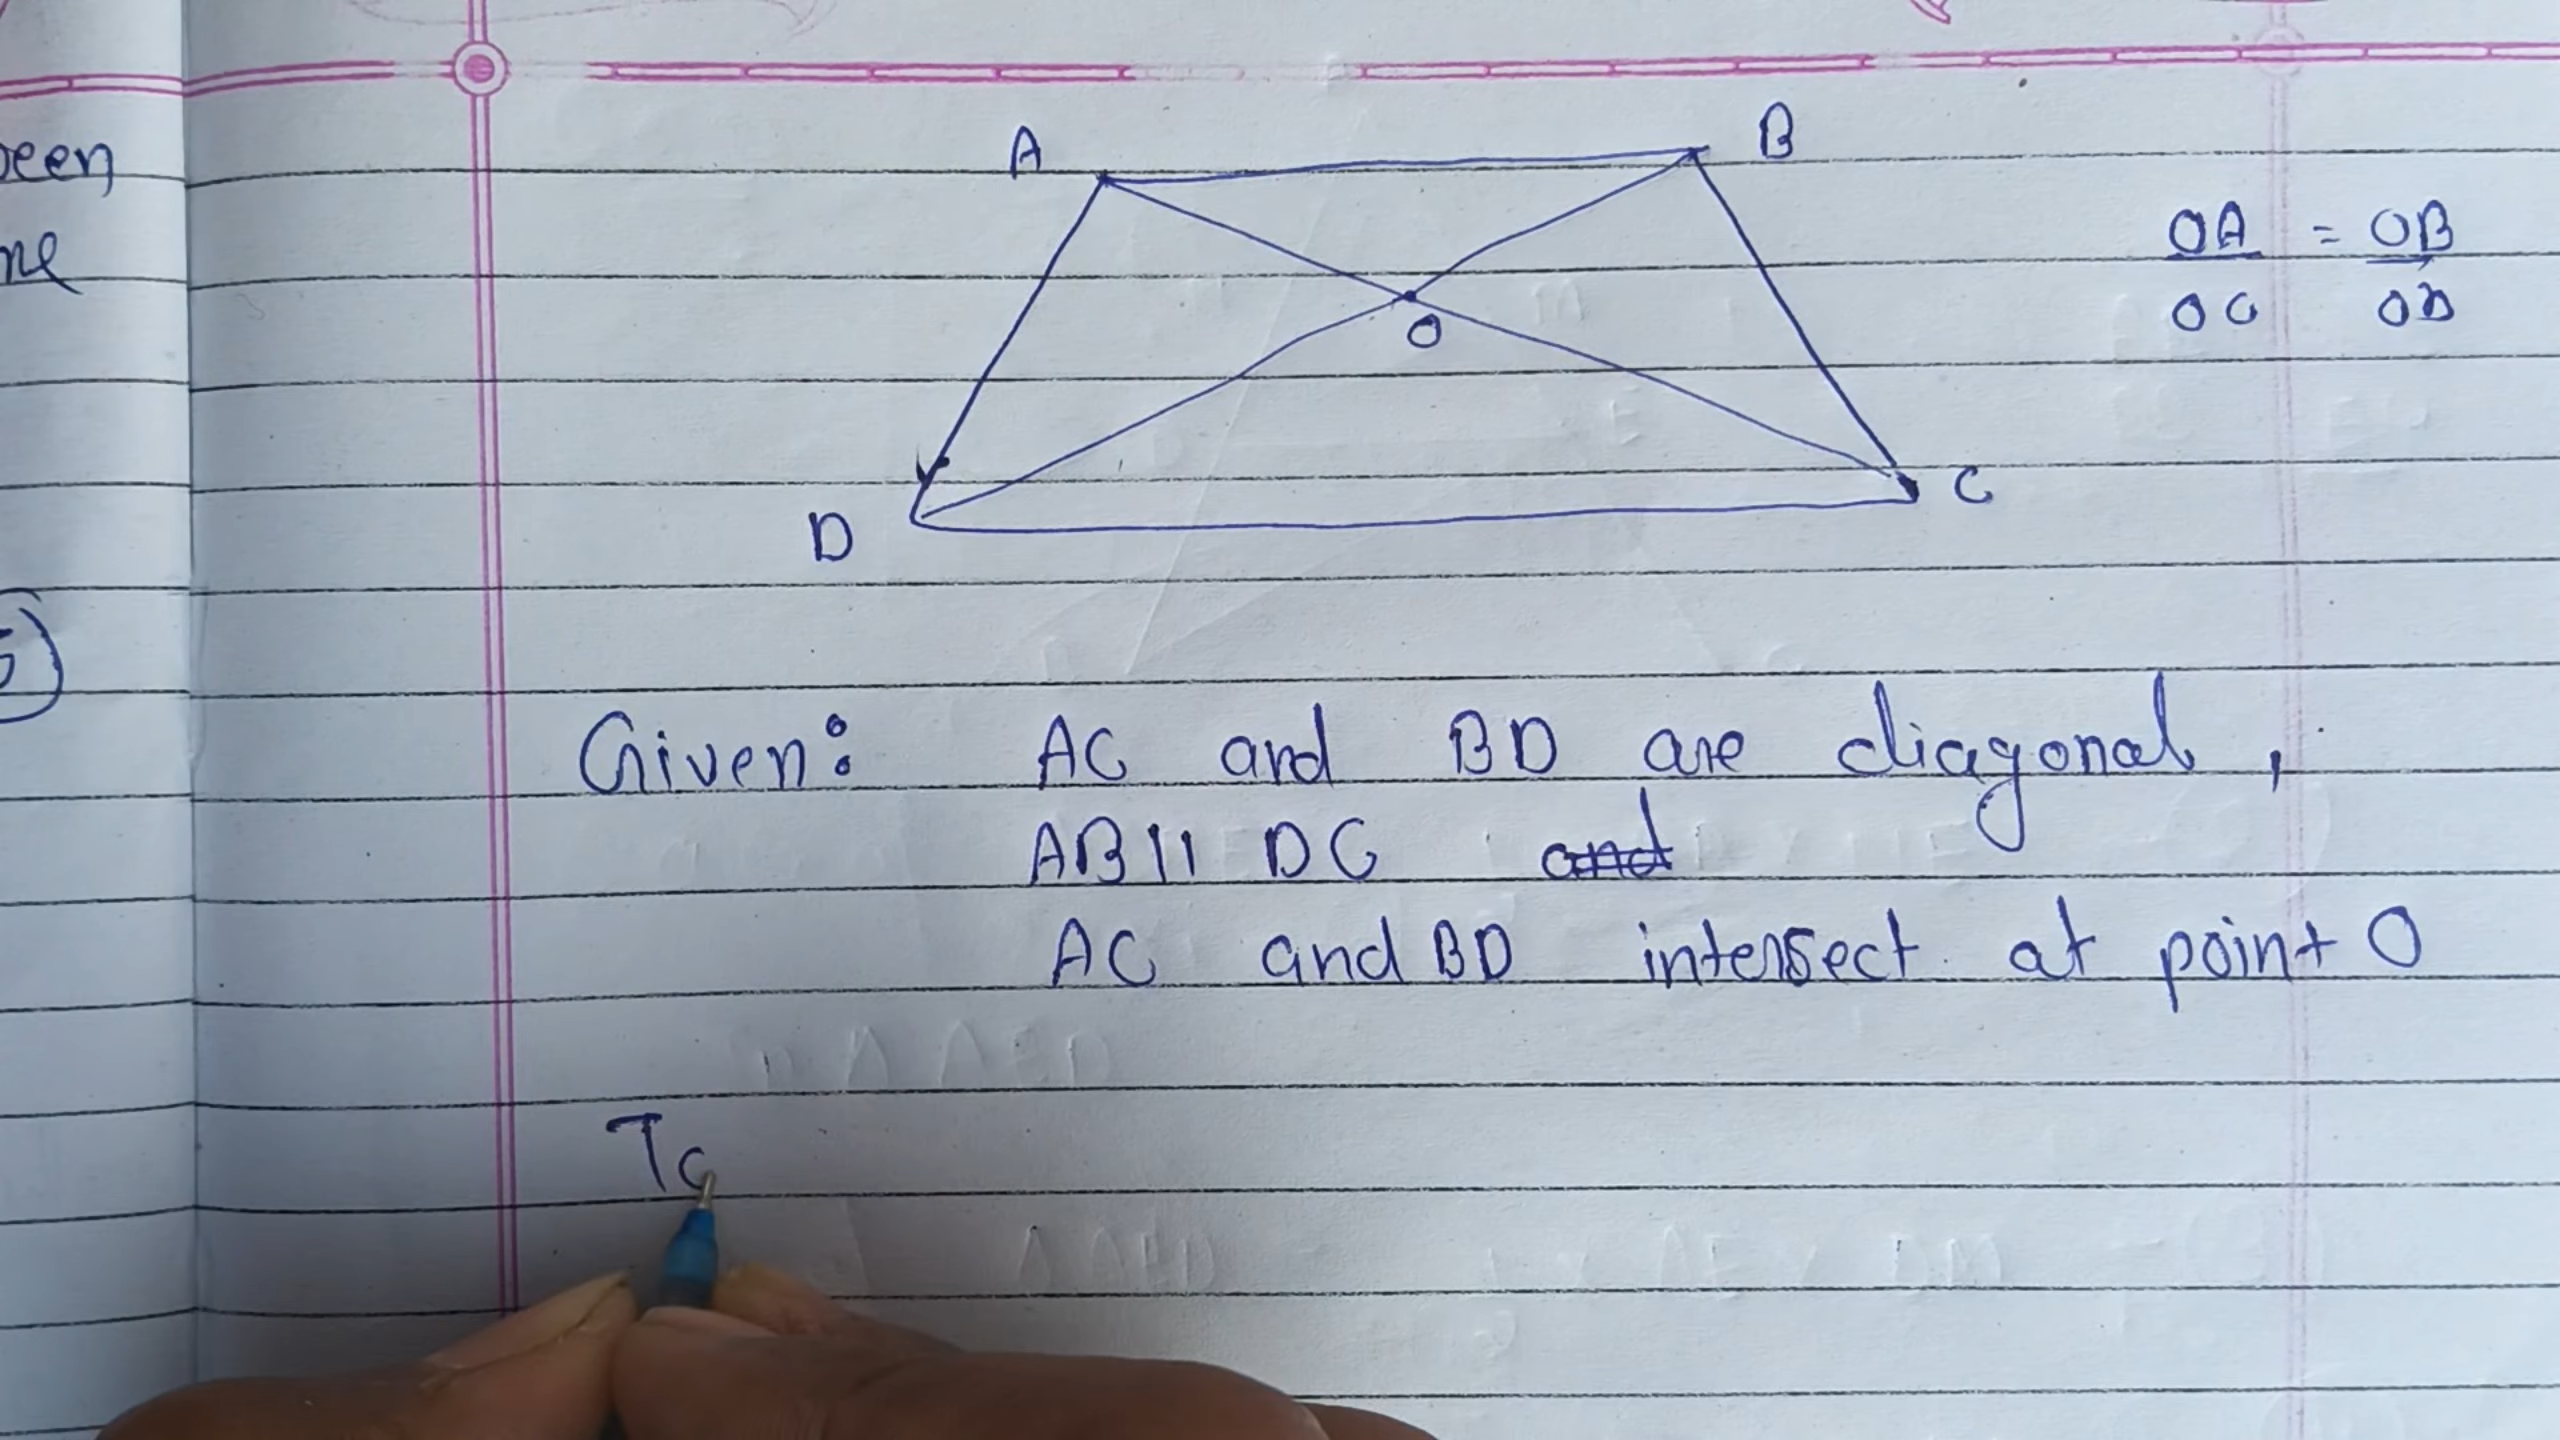 A
B
OA = OB
OC OD
O
C
D
Given: AC and BD are diagonal,
AB || DC and
AC and BD intersect at point O
To